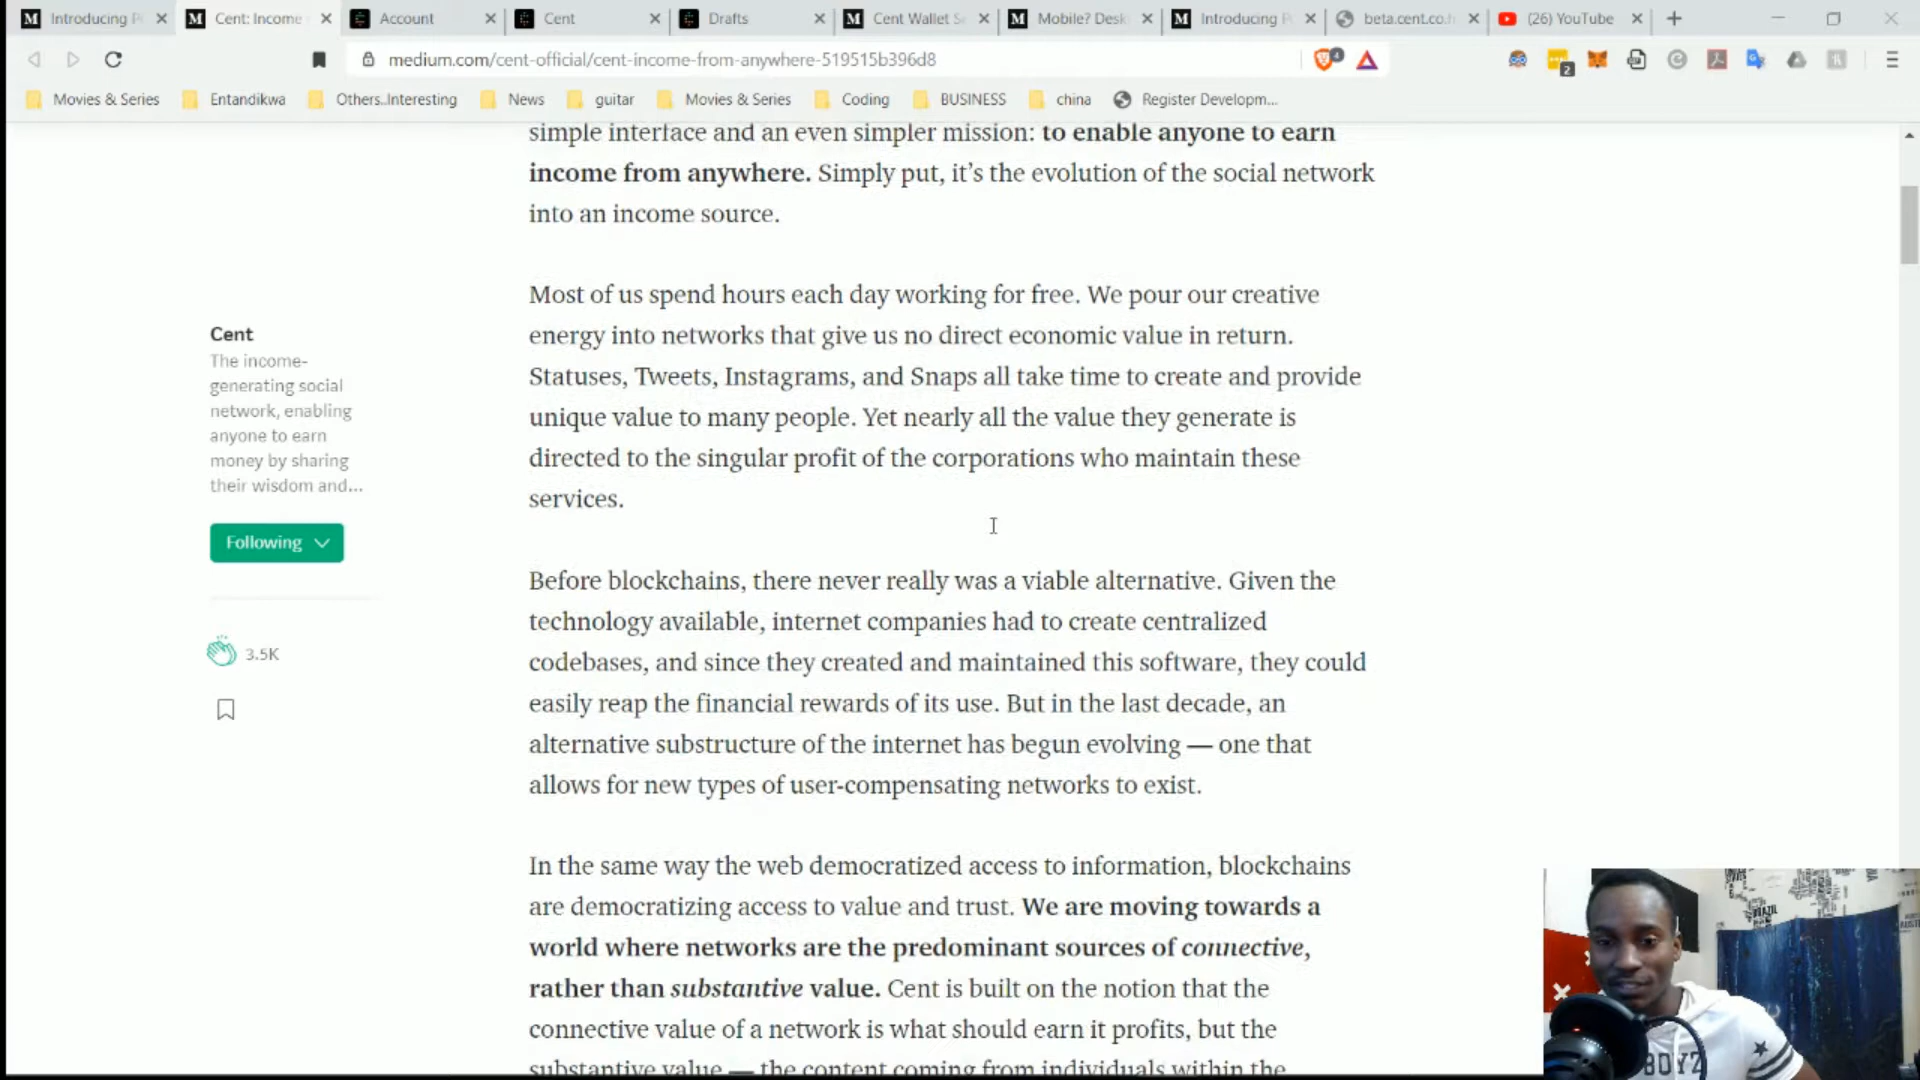 Introducing P
Cent: Income
Account
Cent
Drafts
Cent Wallet S
Mobile? Desk
Introducing P
beta.cent.co
(26) YouTube
medium.com/cent-official/cent-income-from-anywhere-519515b396d8
4
2
Movies & Series
Entandikwa
Others..Interesting
News
guitar
Movies & Series
Coding
BUSINESS
china
Register Developm...
simple interface and an even simpler mission: to enable anyone to earn
income from anywhere. Simply put, it's the evolution of the social network
into an income source.
Most of us spend hours each day working for free. We pour our creative
energy into networks that give us no direct economic value in return.
Statuses, Tweets, Instagrams, and Snaps all take time to create and provide
unique value to many people. Yet nearly all the value they generate is
directed to the singular profit of the corporations who maintain these
services.
Cent
The income-
generating social
network, enabling
anyone to earn
money by sharing
their wisdom and...
Following
3.5K
Before blockchains, there never really was a viable alternative. Given the
technology available, internet companies had to create centralized
codebases, and since they created and maintained this software, they could
easily reap the financial rewards of its use. But in the last decade, an
alternative substructure of the internet has begun evolving — one that
allows for new types of user-compensating networks to exist.
In the same way the web democratized access to information, blockchains
are democratizing access to value and trust. We are moving towards a
world where networks are the predominant sources of connective,
rather than substantive value. Cent is built on the notion that the
connective value of a network is what should earn it profits, but the
substantive value — the content coming from individuals within the
BOYZ